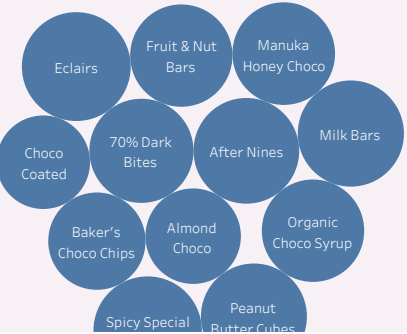 Eclairs
Fruit & Nut
Bars
Manuka
Honey Choco
Choco
Coated
70% Dark
Bites
After Nines
Milk Bars
Baker's
Choco Chips
Almond
Choco
Organic
Choco Syrup
Spicy Special
Peanut
Butter Cubes